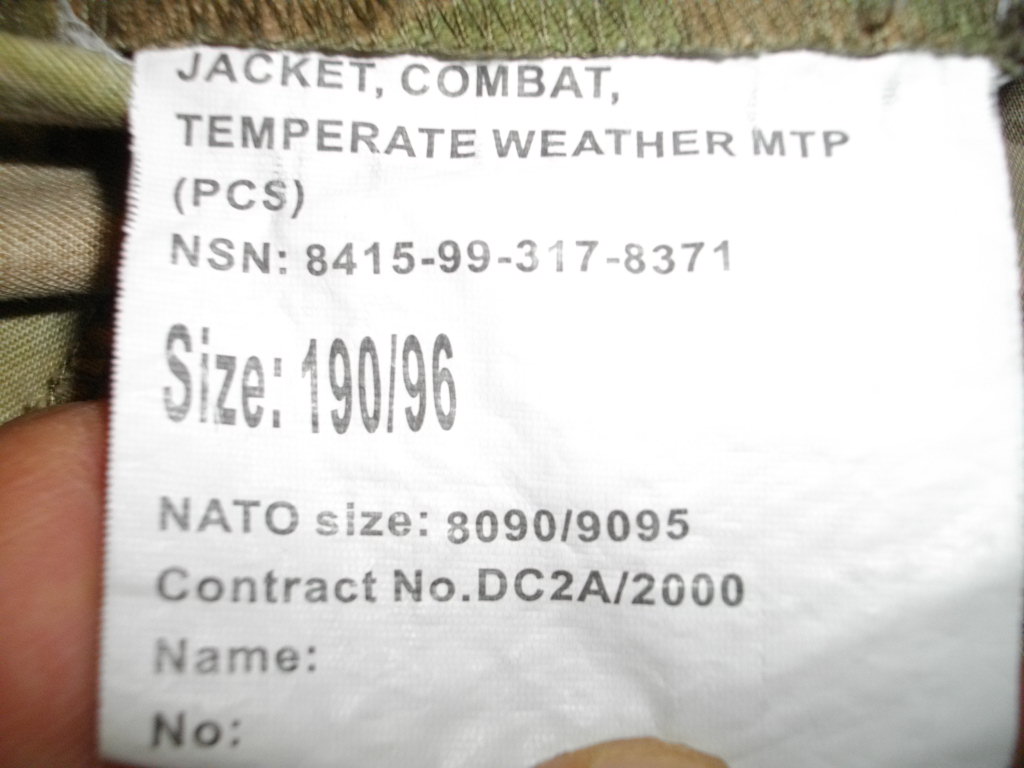 JACKET, COMBAT,
TEMPERATE WEATHER MTP
(PCS)
NSN: 8415-99-317-8371
Size: 190/96
NATO size: 8090/9095
Contract No.DC2A/2000
Name:
No: